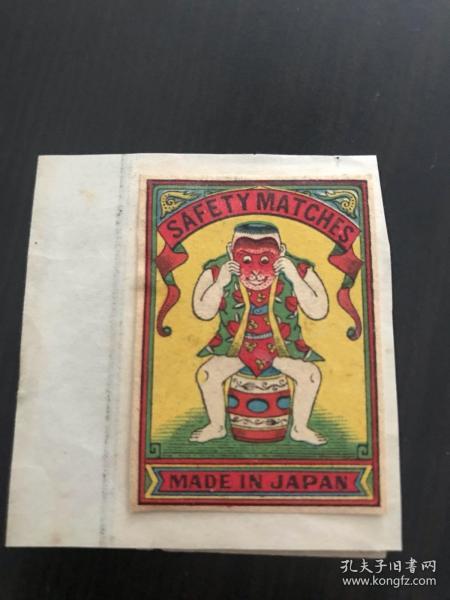 SAFETY MATCHES
MADE IN JAPAN
孔夫子旧书网
www.kongfz.com